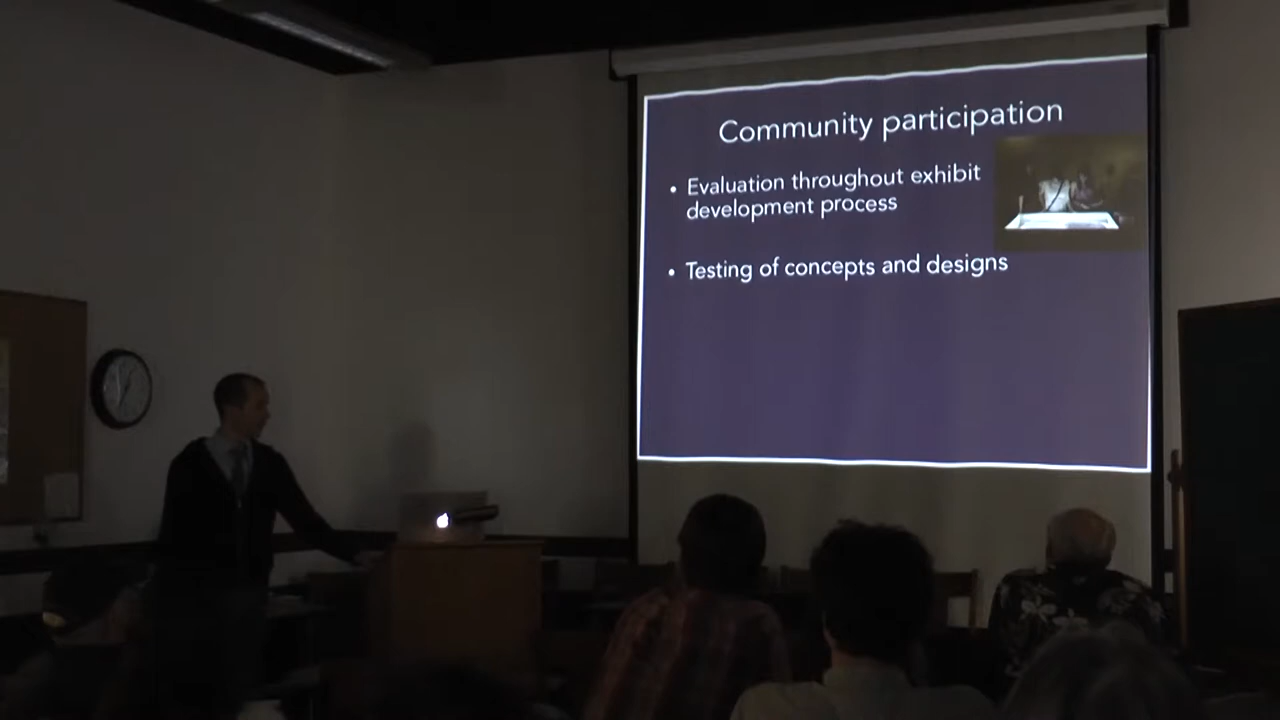 Community participation
• Evaluation throughout exhibit
development process
• Testing of concepts and designs